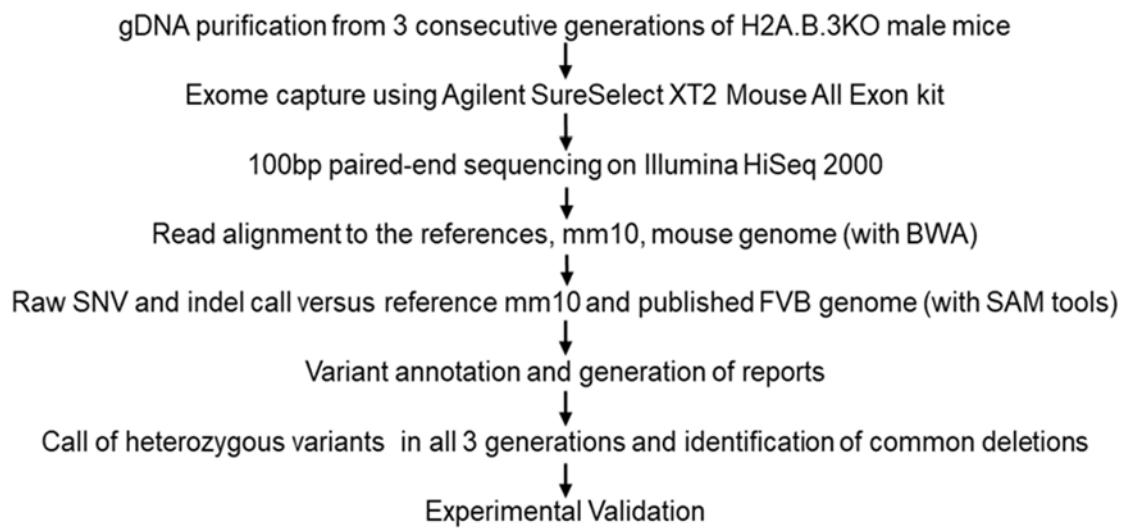 gDNA purification from 3 consecutive generations of H2A.B.3KO male mice
Exome capture using Agilent SureSelect XT2 Mouse All Exon kit
100bp paired-end sequencing on Illumina HiSeq 2000
Read alignment to the references, mm10, mouse genome (with BWA)
Raw SNV and indel call versus reference mm10 and published FVB genome (with SAM tools)
Variant annotation and generation of reports
Call of heterozygous variants in all 3 generations and identification of common deletions
Experimental Validation